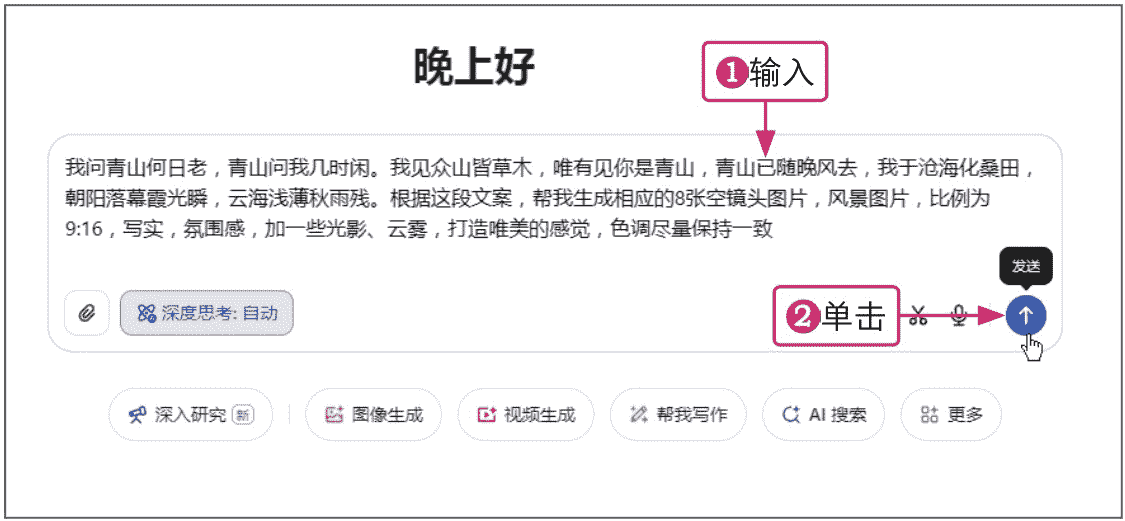 晚上好
❶输入
我问青山何日老，青山问我几时闲。我见众山皆草木，唯有见你是青山，青山已随晚风去，我于沧海化桑田，
朝阳落幕霞光瞬，云海浅薄秋雨残。根据这段文案，帮我生成相应的8张空镜头图片，风景图片，比例为
9:16，写实，氛围感，加一些光影、云雾，打造唯美的感觉，色调尽量保持一致
发送
深度思考: 自动
❷单击
深入研究 新 图像生成 视频生成 帮我写作 AI 搜索 更多